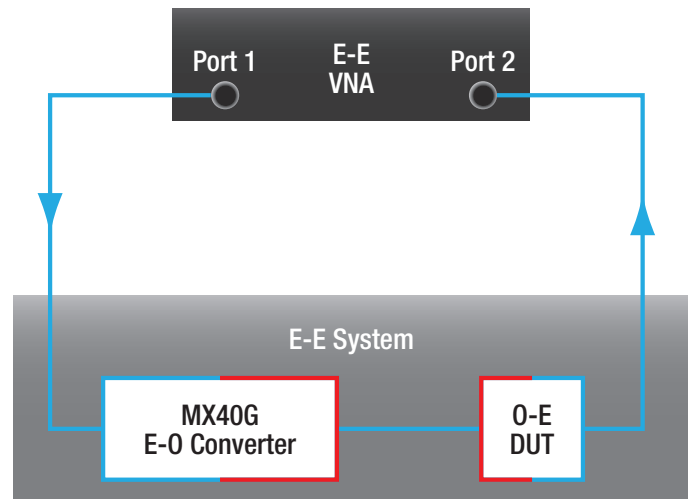 Port 1
E-E
VNA
Port 2
E-E System
MX40G
E-O Converter
O-E
DUT